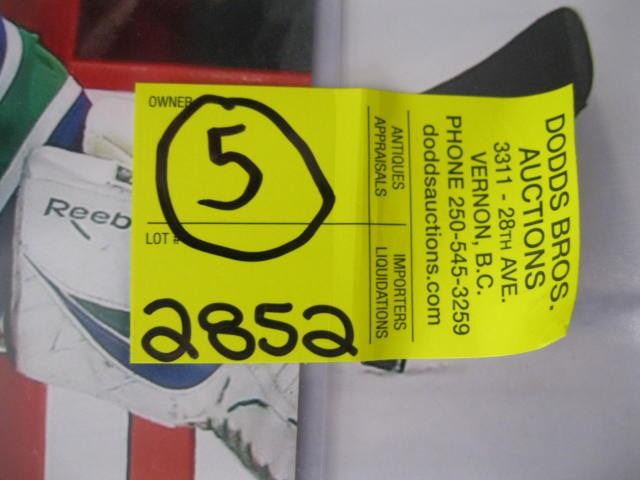 OWNER
5
LOT #
2852
ANTIQUES
APPRAISALS
IMPORTERS
LIQUIDATIONS
DODDS BROS.
AUCTIONS
3311 - 28TH AVE.
VERNON, B.C.
PHONE 250-545-3259
doddsauctions.com
Reeb